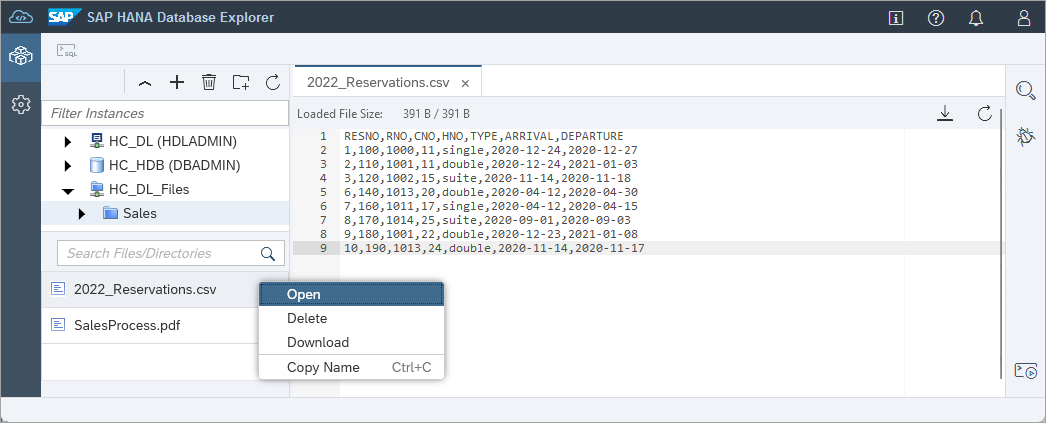 SAP SAP HANA Database Explorer
SQL
Filter Instances
HC_DL (HDLADMIN)
HC_HDB (DBADMIN)
HC_DL_Files
Sales
Search Files/Directories
2022_Reservations.csv
SalesProcess.pdf
Open
Delete
Download
Copy Name Ctrl+C
2022_Reservations.csv ×
Loaded File Size: 391 B / 391 B
1 RESNO,RNO,CNO,HNO,TYPE,ARRIVAL,DEPARTURE
2 1,100,1000,11,single,2020-12-24,2020-12-27
3 2,110,1001,11,double,2020-12-24,2021-01-03
4 3,120,1002,15,suite,2020-11-14,2020-11-18
5 6,140,1013,20,double,2020-04-12,2020-04-30
6 7,160,1011,17,single,2020-04-12,2020-04-15
7 8,170,1014,25,suite,2020-09-01,2020-09-03
8 9,180,1001,22,double,2020-12-23,2021-01-08
9 10,190,1013,24,double,2020-11-14,2020-11-17